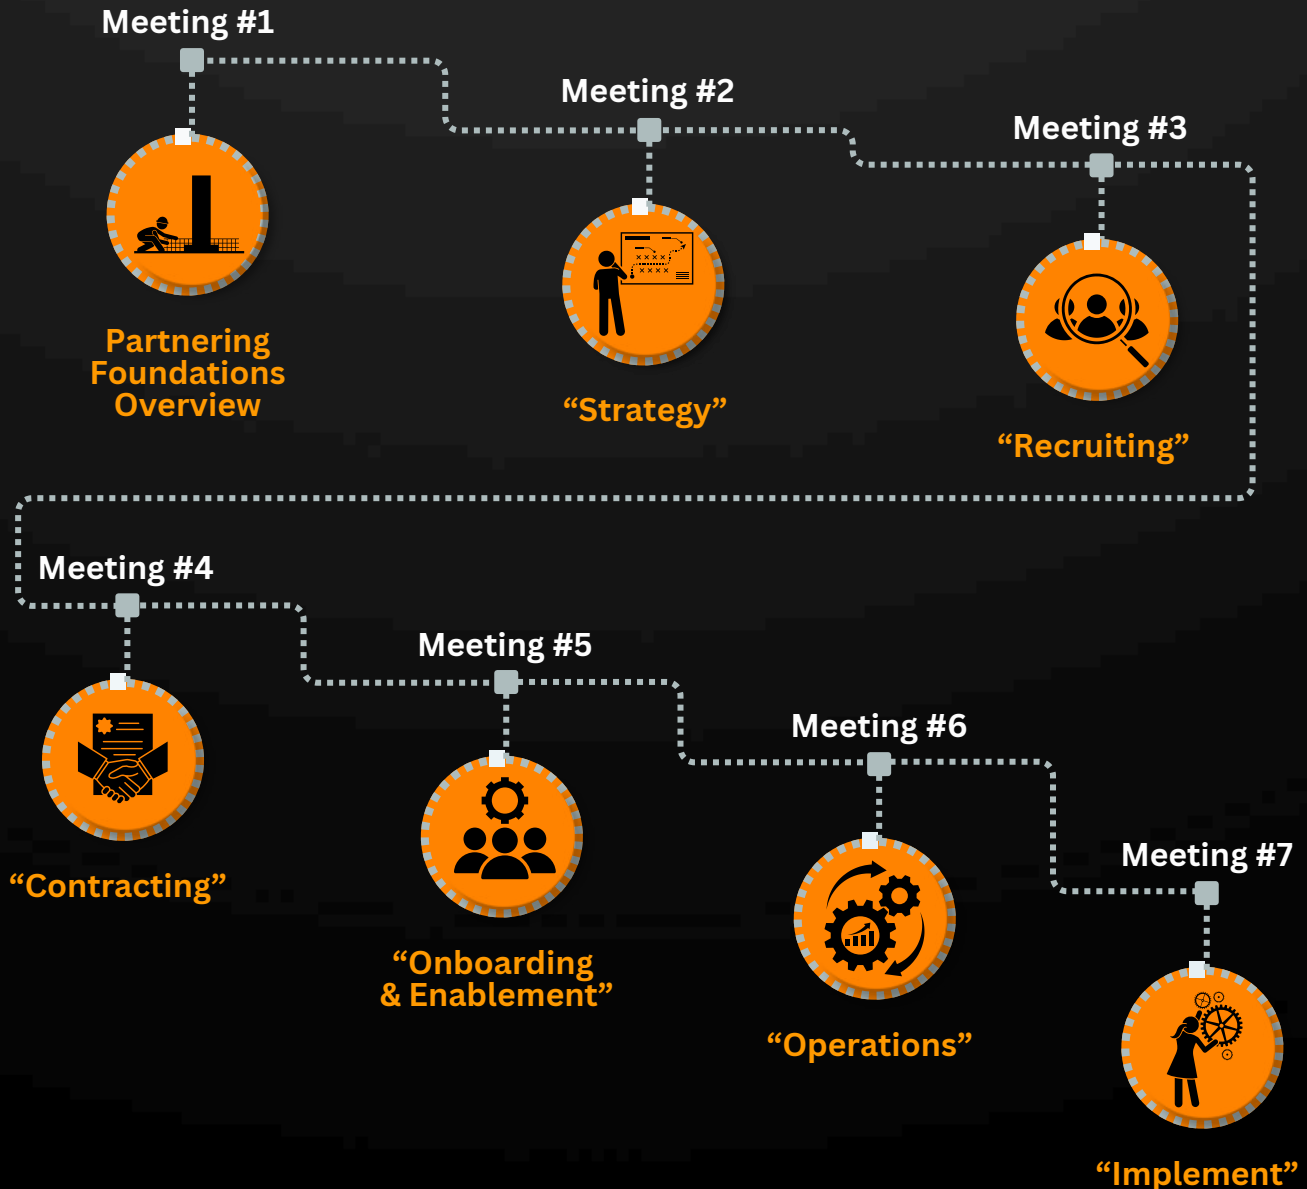 Meeting #1
Partnering
Foundations
Overview
Meeting #2
“Strategy”
Meeting #3
“Recruiting”
Meeting #4
“Contracting”
Meeting #5
“Onboarding
& Enablement”
Meeting #6
“Operations”
Meeting #7
“Implement”